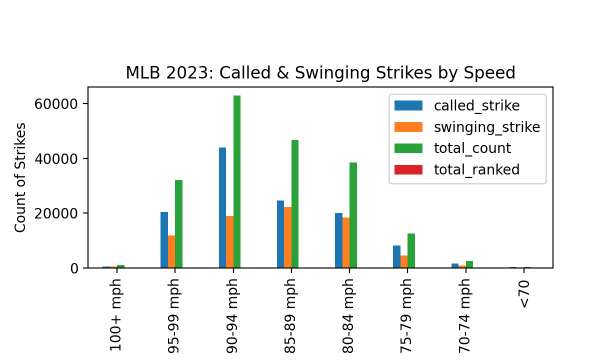 MLB 2023: Called & Swinging Strikes by Speed
called_strike
swinging_strike
total_count
total_ranked
Count of Strikes
60000
40000
20000
0
100+ mph
95-99 mph
90-94 mph
85-89 mph
80-84 mph
75-79 mph
70-74 mph
<70